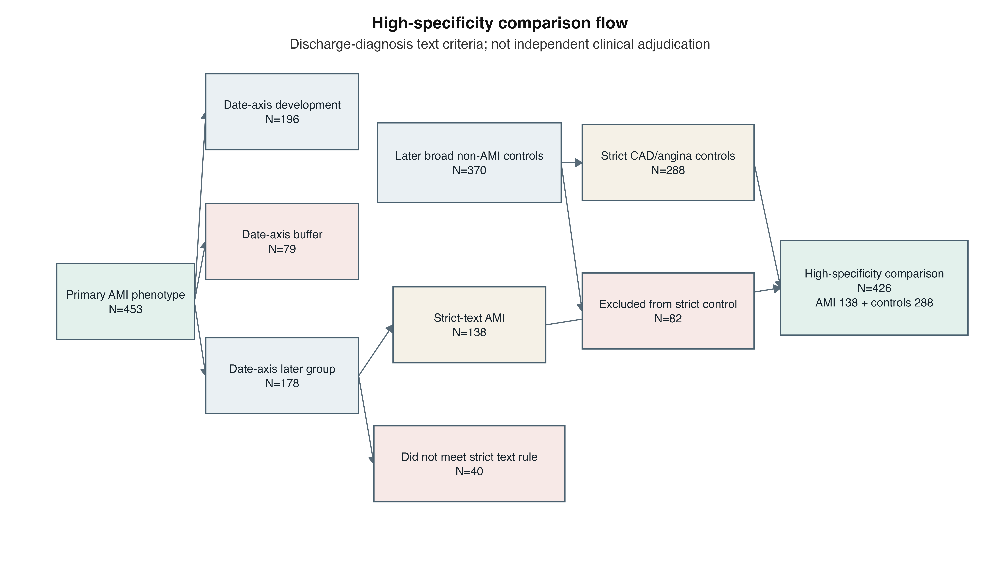 High-specificity comparison flow
Discharge-diagnosis text criteria; not independent clinical adjudication
Date-axis development
N=196
Later broad non-AMI controls
N=370
Strict CAD/angina controls
N=288
Date-axis buffer
N=79
Primary AMI phenotype
N=453
Strict-text AMI
N=138
Excluded from strict control
N=82
High-specificity comparison
N=426
AMI 138 + controls 288
Date-axis later group
N=178
Did not meet strict text rule
N=40